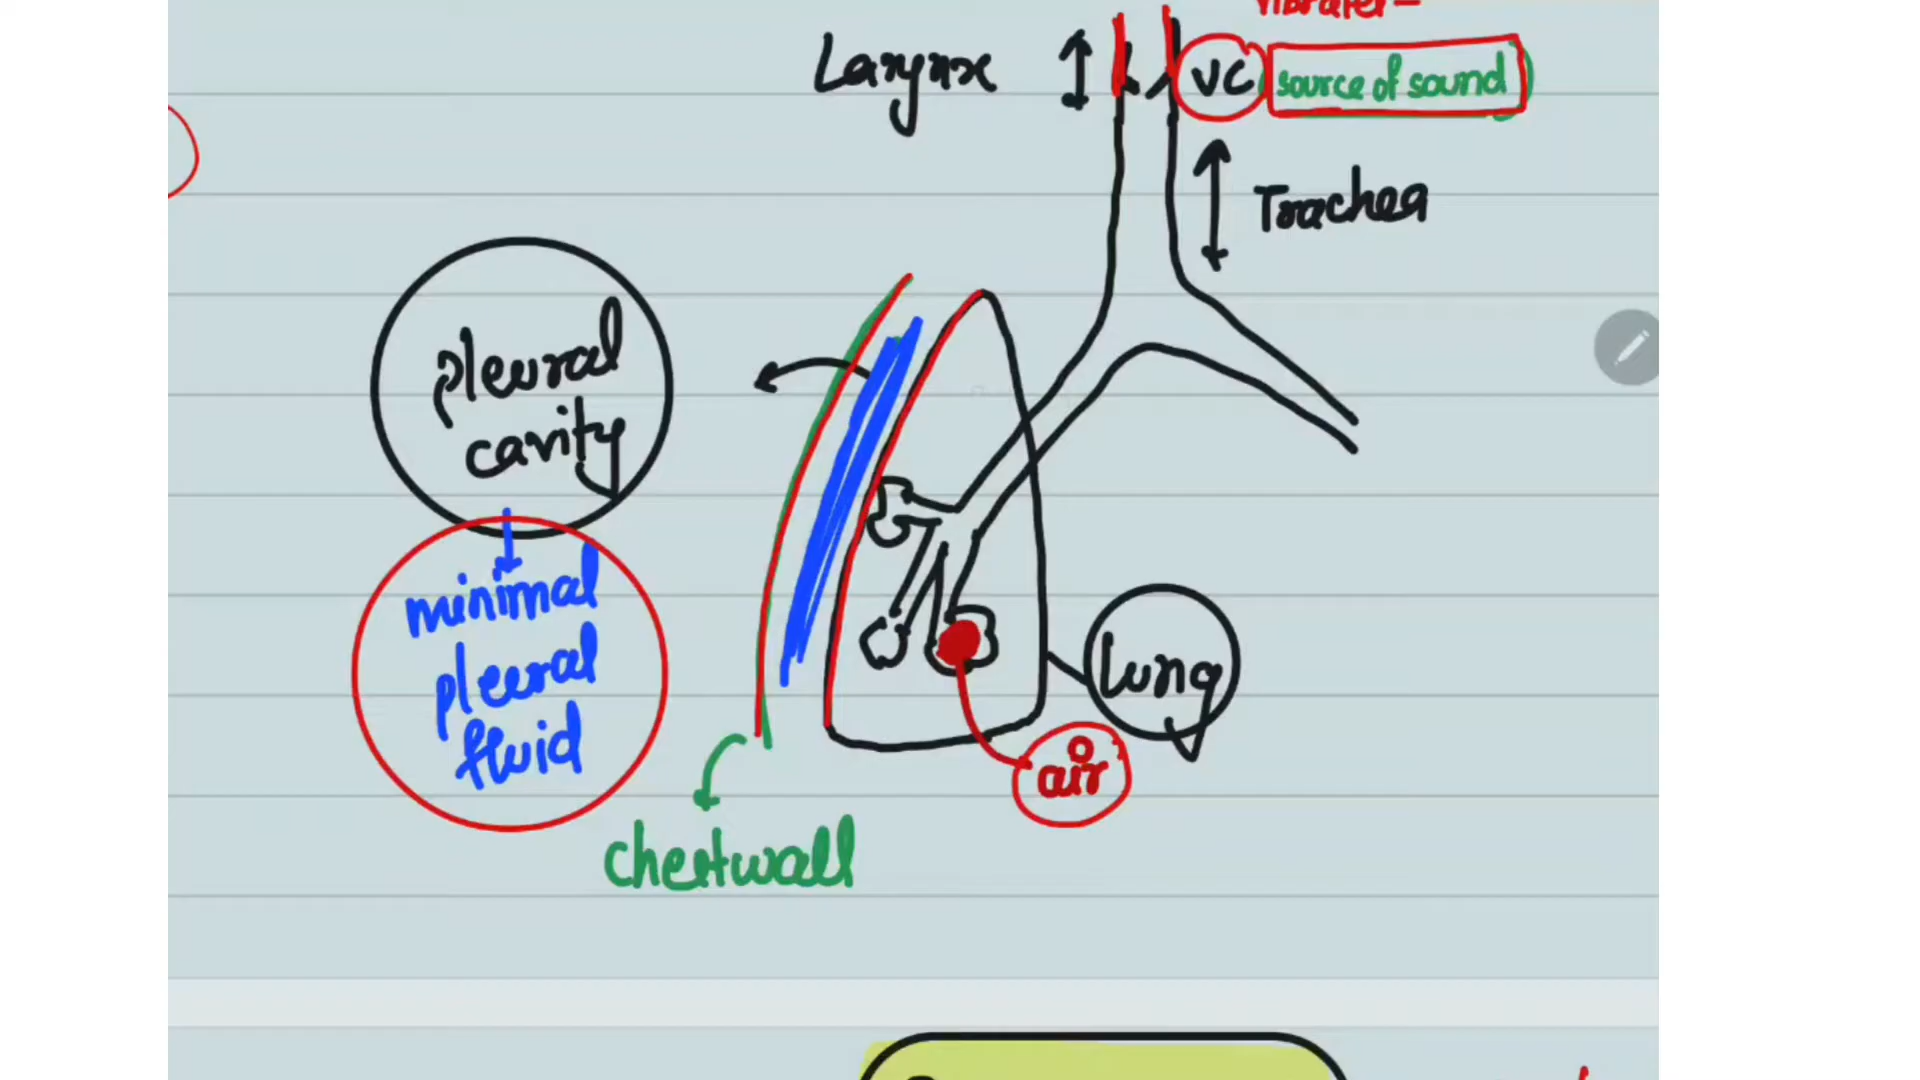 Larynx
VC
source of sound
Trachea
pleural
cavity
minimal
pleural
fluid
lung
air
Chestwall